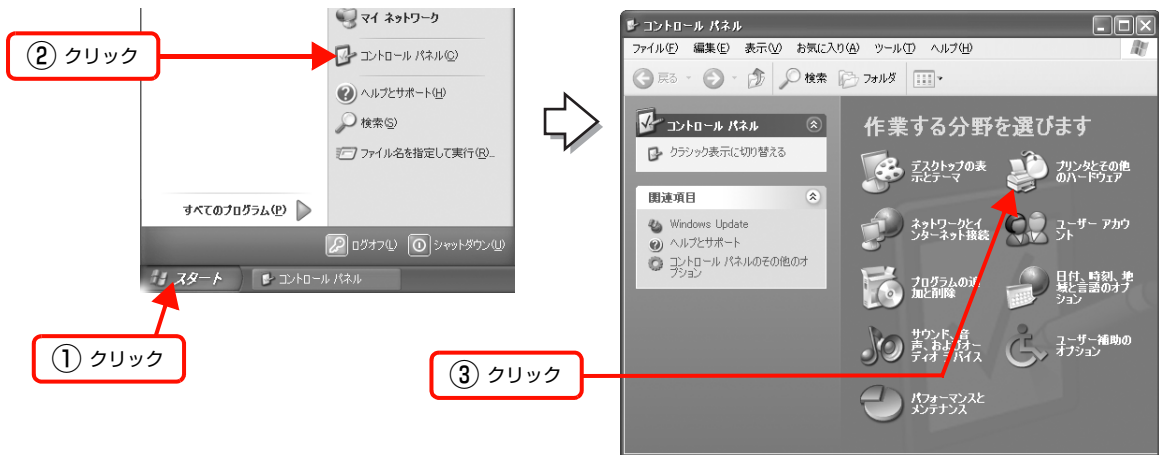 マイ ネットワーク
② クリック
コントロール パネル(C)
ヘルプとサポート(H)
検索(S)
ファイル名を指定して実行(R)...
すべてのプログラム(P)
ログオフ(L)
シャットダウン(U)
スタート
コントロール パネル
① クリック
コントロール パネル
ファイル(F) 編集(E) 表示(V) お気に入り(A) ツール(T) ヘルプ(H)
戻る 検索 フォルダ
コントロール パネル
クラシック表示に切り替える
関連項目
Windows Update
ヘルプとサポート
コントロール パネルのその他のオ
プション
作業する分野を選びます
デスクトップの表
示とテーマ
プリンタとその他
のハードウェア
ネットワークとイ
ンターネット接続
ユーザー アカウ
ント
プログラムの追
加と削除
日付、時刻、地
域と言語のオプ
ション
サウンド、音
声、およびオー
ディオ デバイス
ユーザー補助の
オプション
パフォーマンスと
メンテナンス
③ クリック